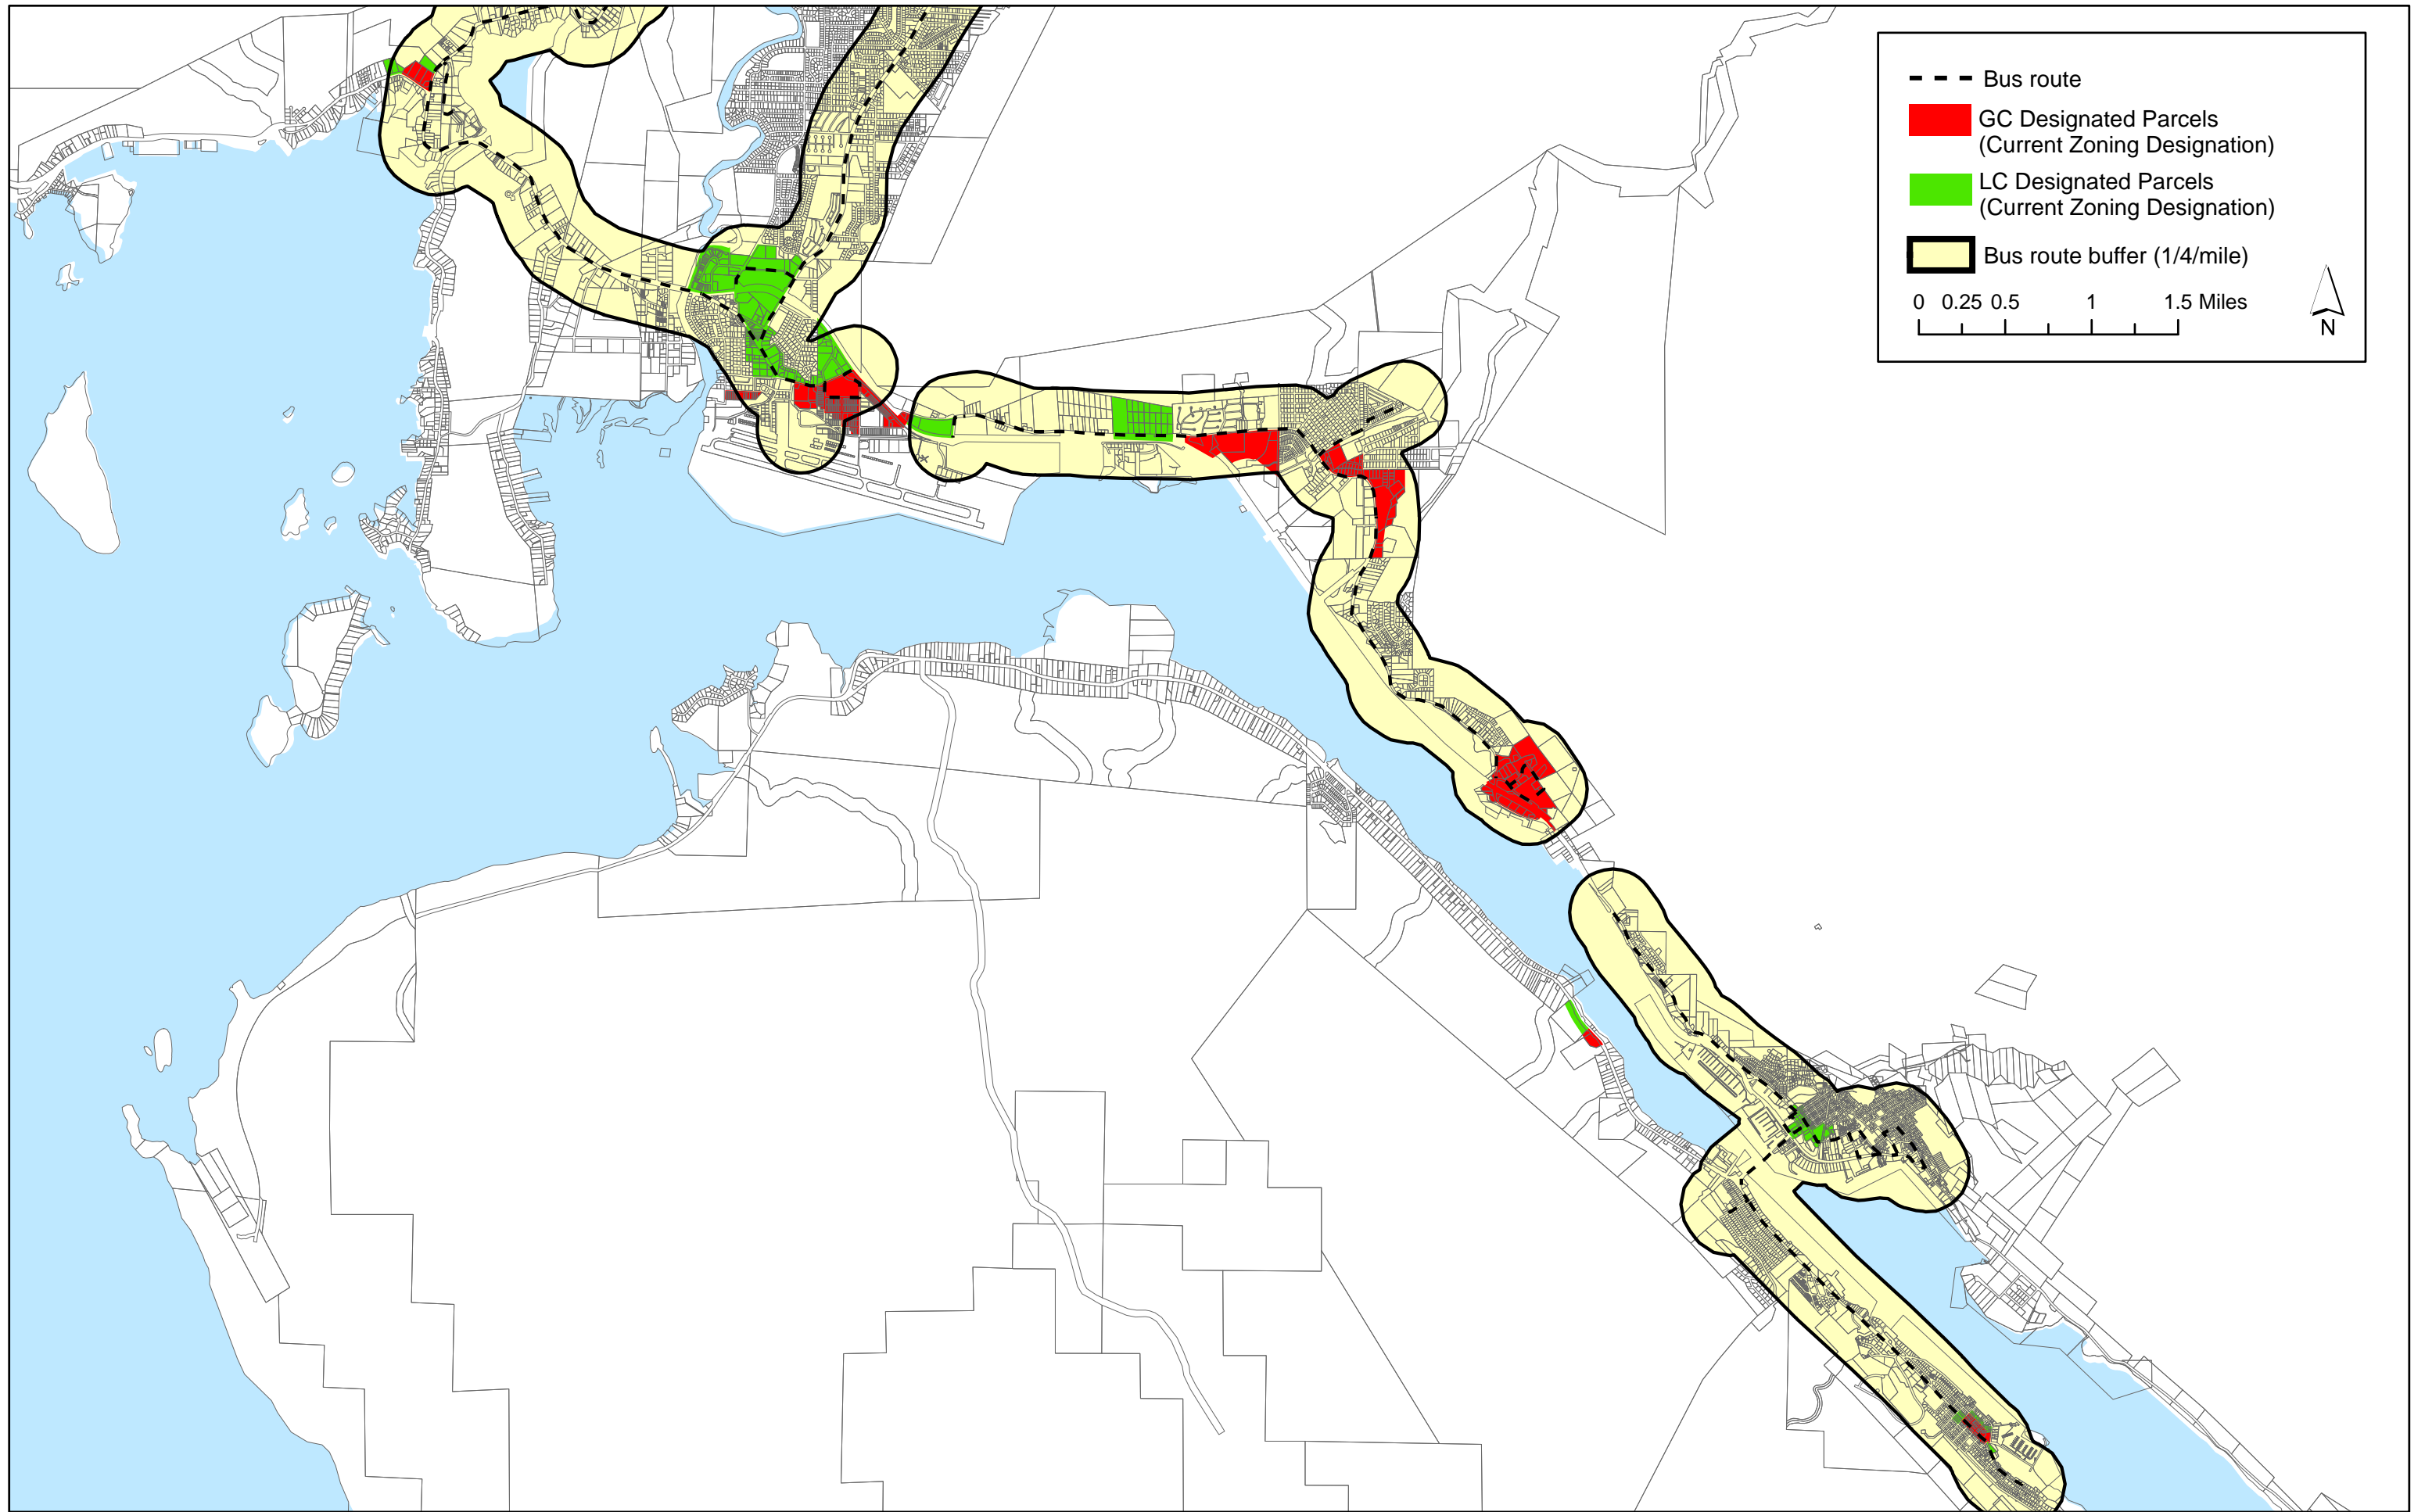 Bus route
GC Designated Parcels
(Current Zoning Designation)
LC Designated Parcels
(Current Zoning Designation)
Bus route buffer (1/4/mile)
0 0.25 0.5 1 1.5 Miles
N